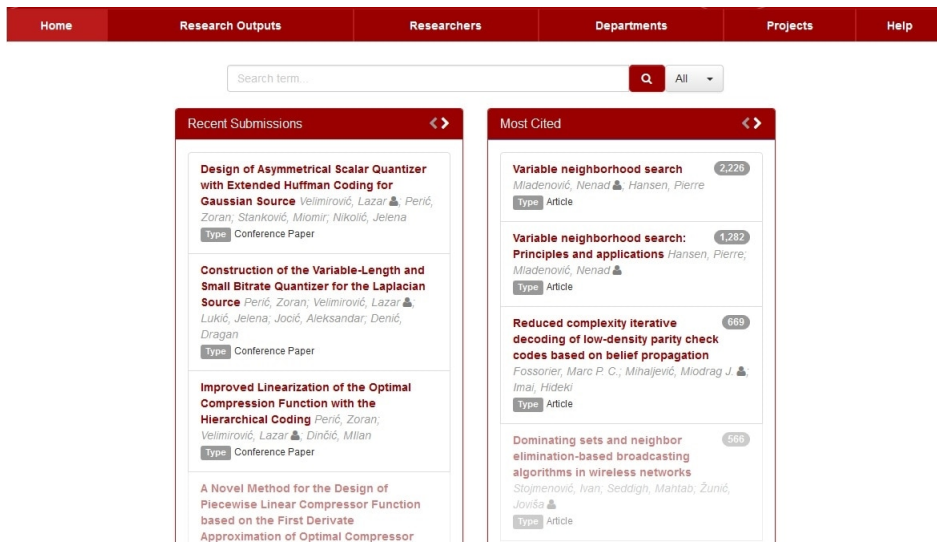 Home Research Outputs Researchers Departments Projects Help
Search term...
All
Recent Submissions
Design of Asymmetrical Scalar Quantizer
with Extended Huffman Coding for
Gaussian Source Velimirović, Lazar; Perić,
Zoran; Stanković, Miomir; Nikolić, Jelena
Type Conference Paper
Construction of the Variable-Length and
Small Bitrate Quantizer for the Laplacian
Source Perić, Zoran; Velimirović, Lazar;
Lukić, Jelena; Jocić, Aleksandar; Denić,
Dragan
Type Conference Paper
Improved Linearization of the Optimal
Compression Function with the
Hierarchical Coding Perić, Zoran;
Velimirović, Lazar; Dinčić, MIlan
Type Conference Paper
A Novel Method for the Design of
Piecewise Linear Compressor Function
based on the First Derivate
Approximation of Optimal Compressor
Most Cited
Variable neighborhood search 2,226
Mladenović, Nenad; Hansen, Pierre
Type Article
Variable neighborhood search: 1,282
Principles and applications Hansen, Pierre;
Mladenović, Nenad
Type Article
Reduced complexity iterative 669
decoding of low-density parity check
codes based on belief propagation
Fossorier, Marc P. C.; Mihaljević, Miodrag J.;
Imai, Hideki
Type Article
Dominating sets and neighbor 566
elimination-based broadcasting
algorithms in wireless networks
Stojmenović, Ivan; Seddigh, Mahtab; Žunić,
Joviša
Type Article